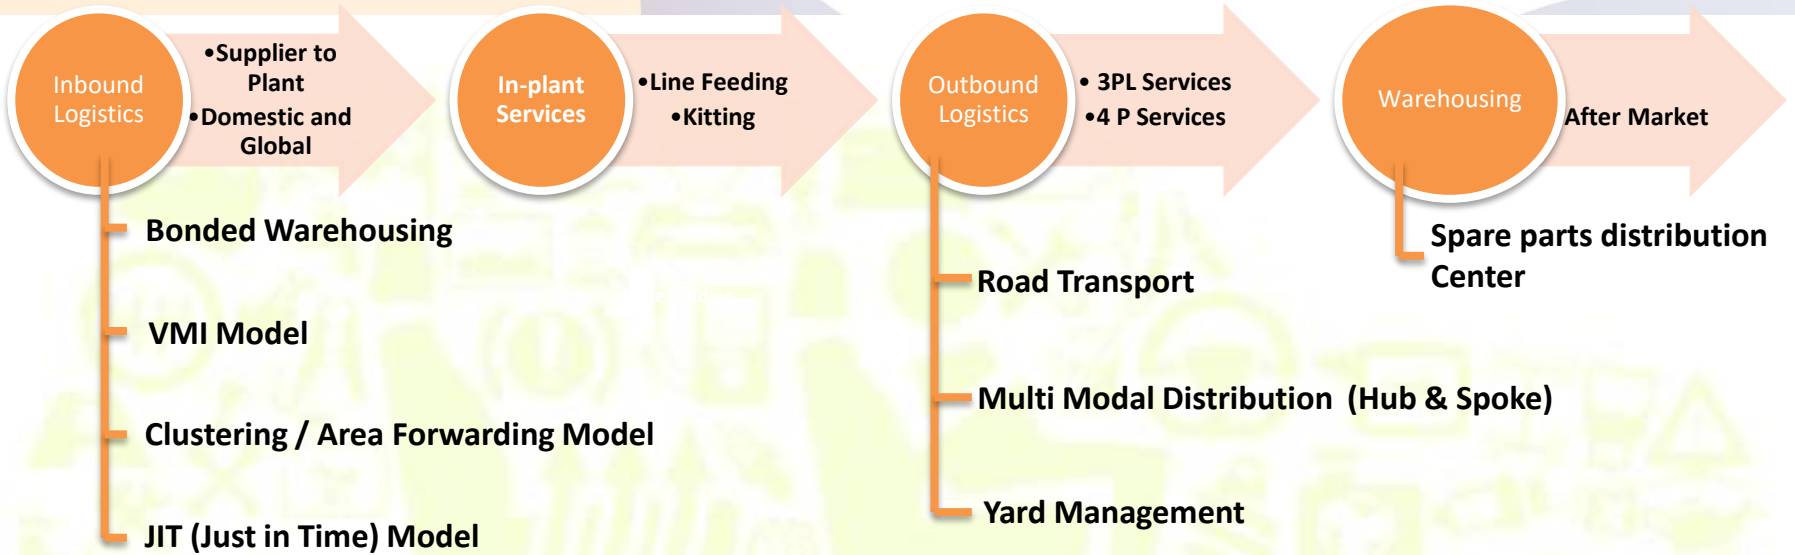 Inbound
Logistics
•Supplier to
Plant
•Domestic and
Global
In-plant
Services
•Line Feeding
•Kitting
Outbound
Logistics
• 3PL Services
•4 P Services
Warehousing
After Market
Bonded Warehousing
VMI Model
Clustering / Area Forwarding Model
JIT (Just in Time) Model
Road Transport
Multi Modal Distribution (Hub & Spoke)
Yard Management
Spare parts distribution
Center